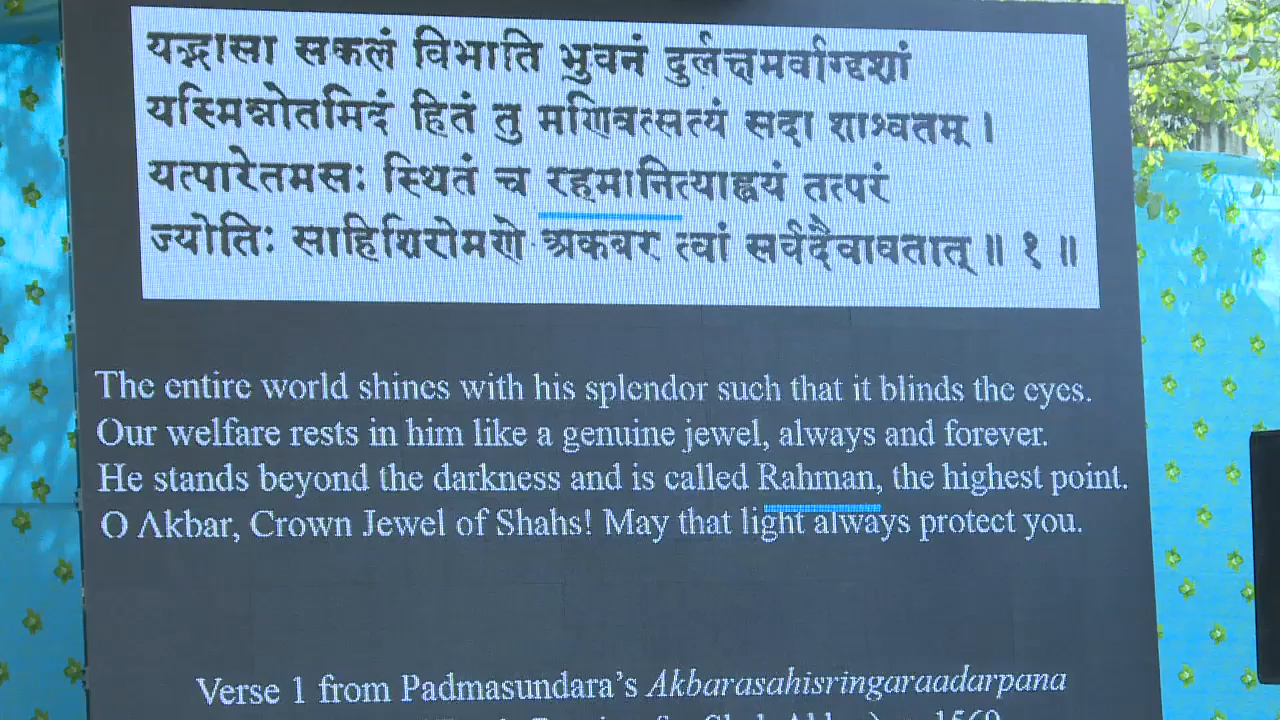 यद्भासा सकलं विभाति भुवनं दुर्लक्षमर्वाग्दृशां
यस्मिन्नोतमिदं हितं तु मणिवत्सत्यं सदा शाश्वतम् ।
यत्पारेतमसः स्थितं च रहमानित्याह्वयं तत्परं
ज्योतिः साहिशिरोमणे अकबर त्वां सर्वदैवावतात् ॥ १ ॥
The entire world shines with his splendor such that it blinds the eyes.
Our welfare rests in him like a genuine jewel, always and forever.
He stands beyond the darkness and is called Rahman, the highest point.
O Akbar, Crown Jewel of Shahs! May that light always protect you.
Verse 1 from Padmasundara's Akbarasahisringaraadarpana